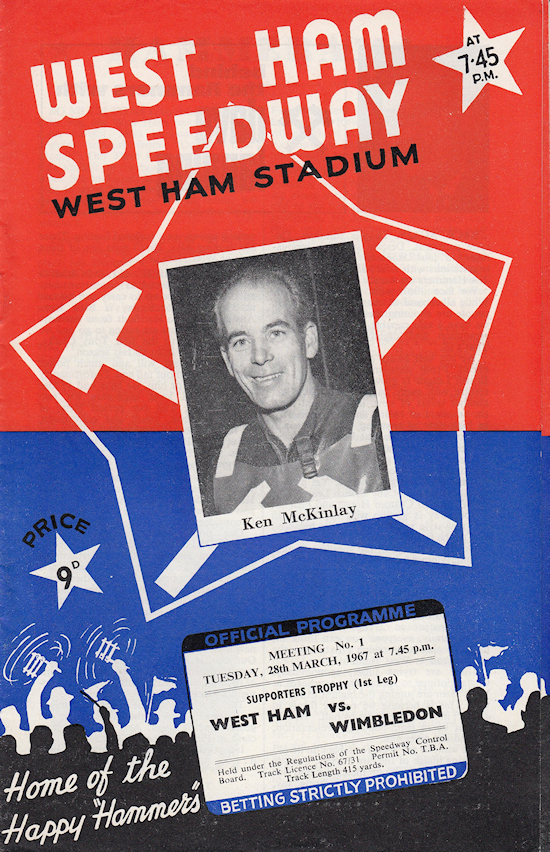 WEST HAM
SPEEDWAY
WEST HAM STADIUM
AT
7·45
P.M.
Ken McKinlay
PRICE
9D
OFFICIAL PROGRAMME
MEETING No. 1
TUESDAY, 28th MARCH, 1967 at 7.45 p.m.
SUPPORTERS TROPHY (1st Leg)
WEST HAM vs.
WIMBLEDON
Held under the Regulations of the Speedway Control
Board. Track Licence No. 67/31 Permit No. T.B.A.
Track Length 415 yards.
BETTING STRICTLY PROHIBITED
Home of the
Happy "Hammer's